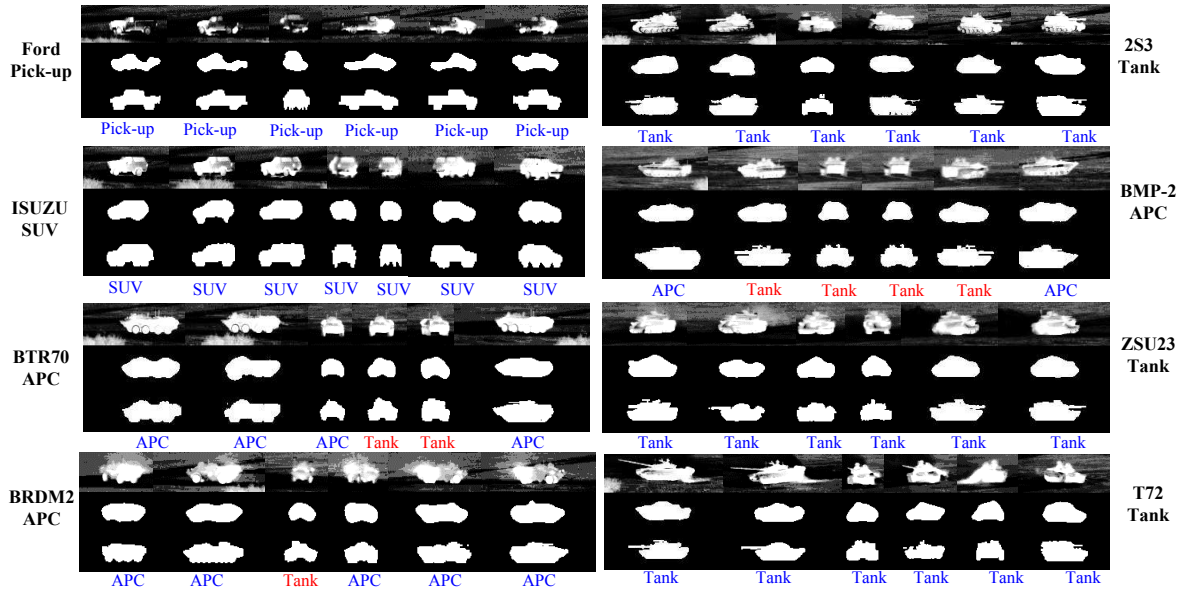 Ford
Pick-up
Pick-up Pick-up Pick-up Pick-up Pick-up Pick-up
ISUZU
SUV
SUV SUV SUV SUV SUV SUV SUV
BTR70
APC
APC APC APC Tank Tank APC
BRDM2
APC
APC APC Tank APC APC APC
2S3
Tank
Tank Tank Tank Tank Tank Tank
BMP-2
APC
APC Tank Tank Tank Tank APC
ZSU23
Tank
Tank Tank Tank Tank Tank Tank
T72
Tank
Tank Tank Tank Tank Tank Tank